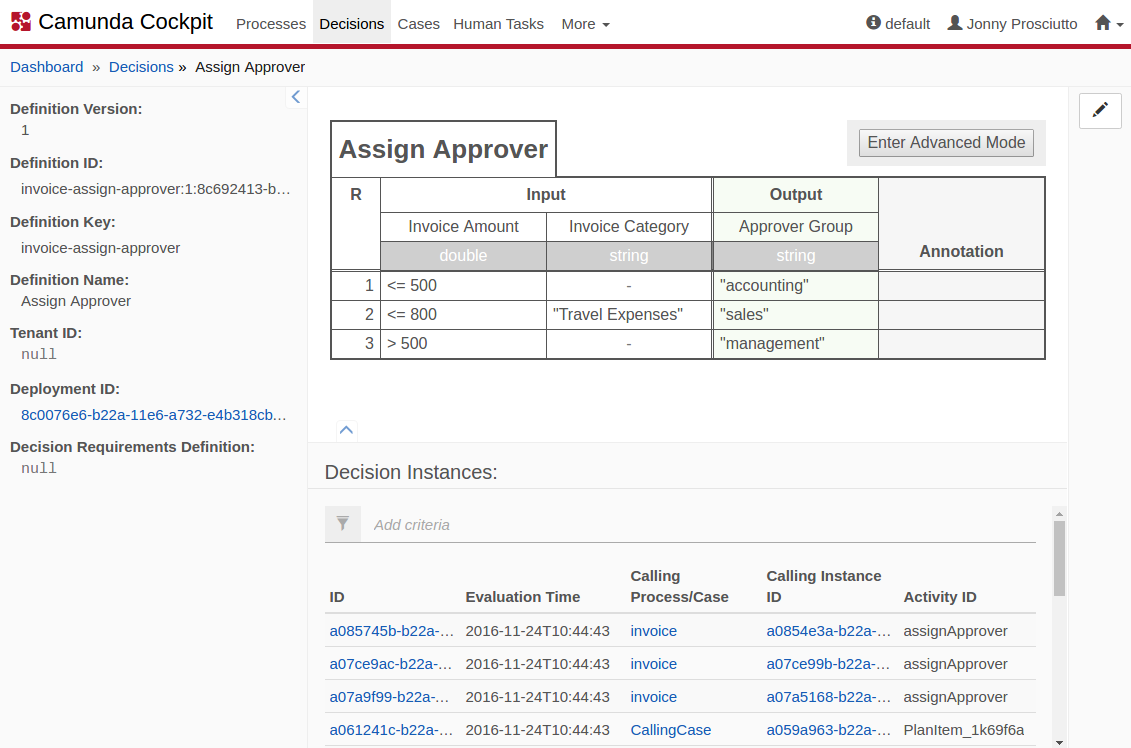 Camunda Cockpit Processes Decisions Cases Human Tasks More default Jonny Prosciutto
Dashboard » Decisions » Assign Approver
Definition Version:
1
Definition ID:
invoice-assign-approver:1:8c692413-b…
Definition Key:
invoice-assign-approver
Definition Name:
Assign Approver
Tenant ID:
null
Deployment ID:
8c0076e6-b22a-11e6-a732-e4b318cb…
Decision Requirements Definition:
null
Assign Approver
Enter Advanced Mode
R Input Output
Invoice Amount Invoice Category Approver Group
double string string Annotation
1 <= 500 - "accounting"
2 <= 800 "Travel Expenses" "sales"
3 > 500 - "management"
Decision Instances:
Add criteria
Calling Calling Instance
ID Evaluation Time Process/Case ID Activity ID
a085745b-b22a-… 2016-11-24T10:44:43 invoice a0854e3a-b22a-… assignApprover
a07ce9ac-b22a-… 2016-11-24T10:44:43 invoice a07ce99b-b22a-… assignApprover
a07a9f99-b22a-… 2016-11-24T10:44:43 invoice a07a5168-b22a-… assignApprover
a061241c-b22a-… 2016-11-24T10:44:43 CallingCase a059a963-b22a-… PlanItem_1k69f6a